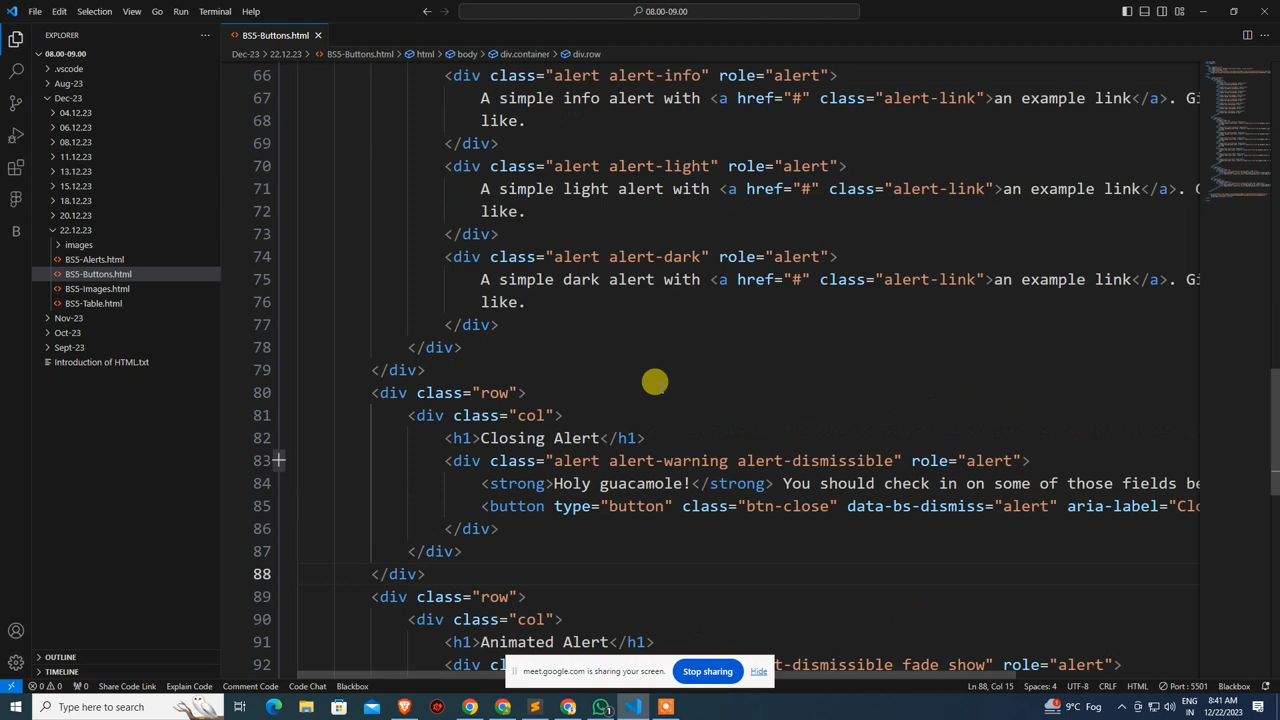 File Edit Selection View Go Run Terminal Help
08.00-09.00
EXPLORER
08.00-09.00
.vscode
Aug-23
Dec-23
04.12.23
06.12.23
08.12.23
11.12.23
13.12.23
15.12.23
18.12.23
20.12.23
22.12.23
images
BS5-Alerts.html
BS5-Buttons.html
BS5-Images.html
BS5-Table.html
Nov-23
Oct-23
Sept-23
Introduction of HTML.txt
OUTLINE
TIMELINE
BS5-Buttons.html
Dec-23 > 22.12.23 > BS5-Buttons.html > html > body > div.container > div.row
66 <div class="alert alert-info" role="alert">
67 A simple info alert with <a href="#" class="alert-link">an example link</a>. Gi
68 like.
69 </div>
70 <div class="alert alert-light" role="alert">
71 A simple light alert with <a href="#" class="alert-link">an example link</a>.
72 like.
73 </div>
74 <div class="alert alert-dark" role="alert">
75 A simple dark alert with <a href="#" class="alert-link">an example link</a>. Gi
76 like.
77 </div>
78 </div>
79 </div>
80 <div class="row">
81 <div class="col">
82 <h1>Closing Alert</h1>
83 <div class="alert alert-warning alert-dismissible" role="alert">
84 <strong>Holy guacamole!</strong> You should check in on some of those fields be
85 <button type="button" class="btn-close" data-bs-dismiss="alert" aria-label="Clo
86 </div>
87 </div>
88 </div>
89 <div class="row">
90 <div class="col">
91 <h1>Animated Alert</h1>
92 <div t-dismissible fade show" role="alert">
meet.google.com is sharing your screen. Stop sharing Hide
0 0 0 Share Code Link Explain Code Comment Code Code Chat Blackbox
Ln 88, Col 15 Spaces: 4 UTF-8 CRLF HTML Port : 5501 Blackbox
Type here to search
9°C Fog
ENG
IN
8:41 AM
12/22/2023